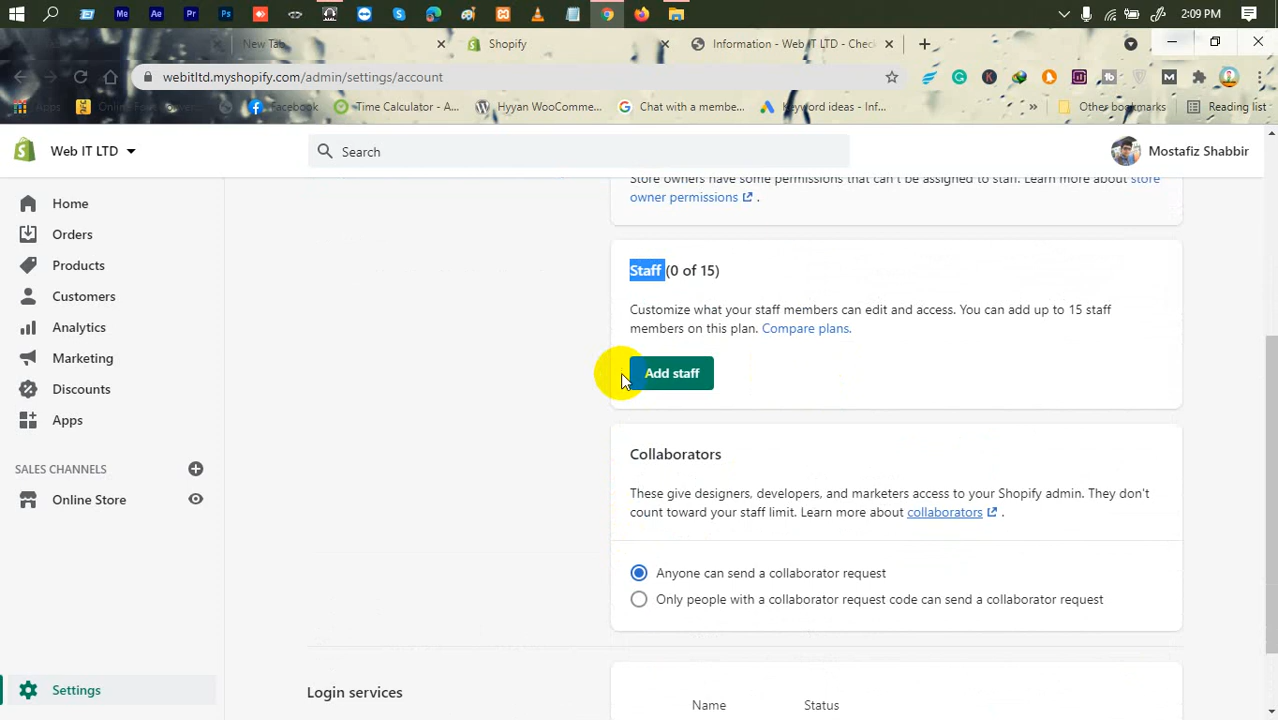 Me Ae Pr Ps
2:09 PM
New Tab
Shopify
Information - Web IT LTD - Chec
webitltd.myshopify.com/admin/settings/account
Apps
Facebook
Time Calculator - A...
Hyyan WooComme...
Chat with a membe...
Keyword ideas - Inf...
Other bookmarks
Reading list
Web IT LTD
Search
Mostafiz Shabbir
Home
Orders
Products
Customers
Analytics
Marketing
Discounts
Apps
SALES CHANNELS
Online Store
Settings
Store owners have some permissions that can't be assigned to staff. Learn more about store
owner permissions .
Staff (0 of 15)
Customize what your staff members can edit and access. You can add up to 15 staff
members on this plan. Compare plans.
Add staff
Collaborators
These give designers, developers, and marketers access to your Shopify admin. They don't
count toward your staff limit. Learn more about collaborators .
Anyone can send a collaborator request
Only people with a collaborator request code can send a collaborator request
Login services
Name
Status